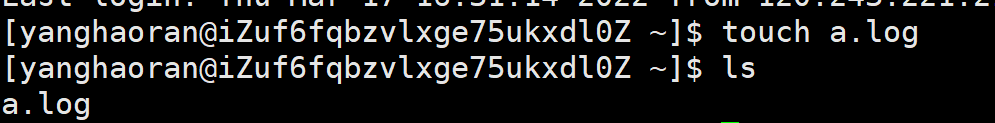 [yanghaoran@iZuf6fqbzvlxge75ukxdl0Z ~]$ touch a.log
[yanghaoran@iZuf6fqbzvlxge75ukxdl0Z ~]$ ls
a.log